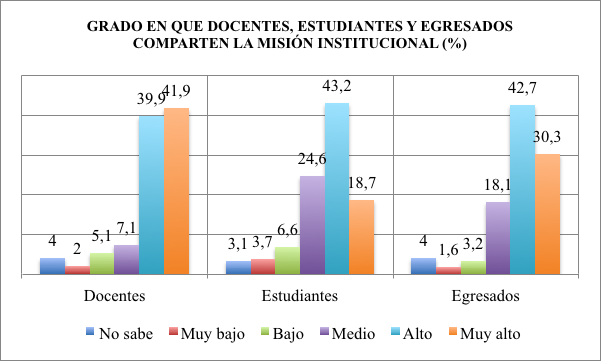 GRADO EN QUE DOCENTES, ESTUDIANTES Y EGRESADOS
COMPARTEN LA MISIÓN INSTITUCIONAL (%)
4 2 5,1 7,1 39,9 41,9
3,1 3,7 6,6 24,6 43,2 18,7
4 1,6 3,2 18,1 42,7 30,3
Docentes Estudiantes Egresados
No sabe Muy bajo Bajo Medio Alto Muy alto